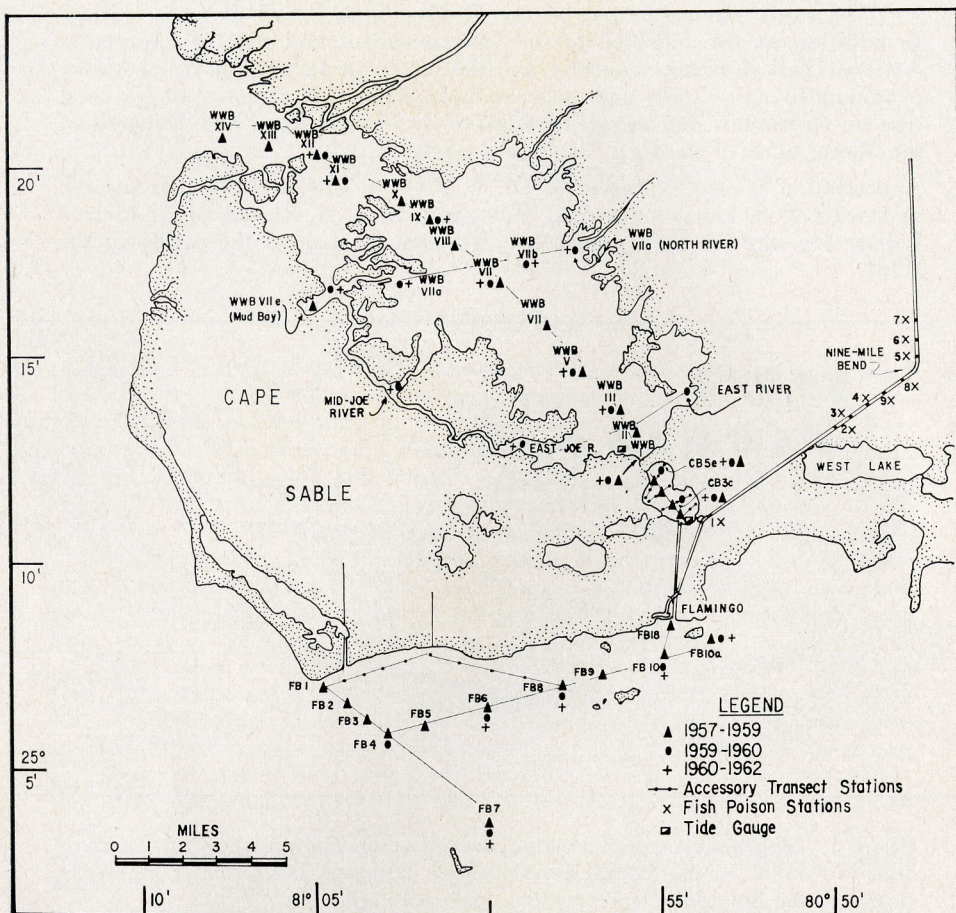 WWB
XIV
WWB
XIII
WWB
XII
WWB
XI
20'
WWB
X
WWB
IX
WWB
VIII
WWB
VIIb
WWB
VIIa (NORTH RIVER)
WWB
VII
WWB
VIIa
WWB VIIe
(Mud Bay)
WWB
VII
7X
6X
5X
NINE-MILE
BEND
15'
CAPE
MID-JOE
RIVER
WWB
V
WWB
III
EAST RIVER
8X
9X
4X
3X
2X
WWB
II
WWB
EAST JOE R.
CB5e
WEST LAKE
SABLE
CB3c
1X
10'
FLAMINGO
FB18
FB10a
FB10
FB9
FB8
FB1
FB2
FB6
FB3
FB5
FB4
FB7
LEGEND
1957-1959
1959-1960
1960-1962
Accessory Transect Stations
x Fish Poison Stations
Tide Gauge
25°
5'
MILES
0 1 2 3 4 5
10' 81° 05' 55' 80° 50'